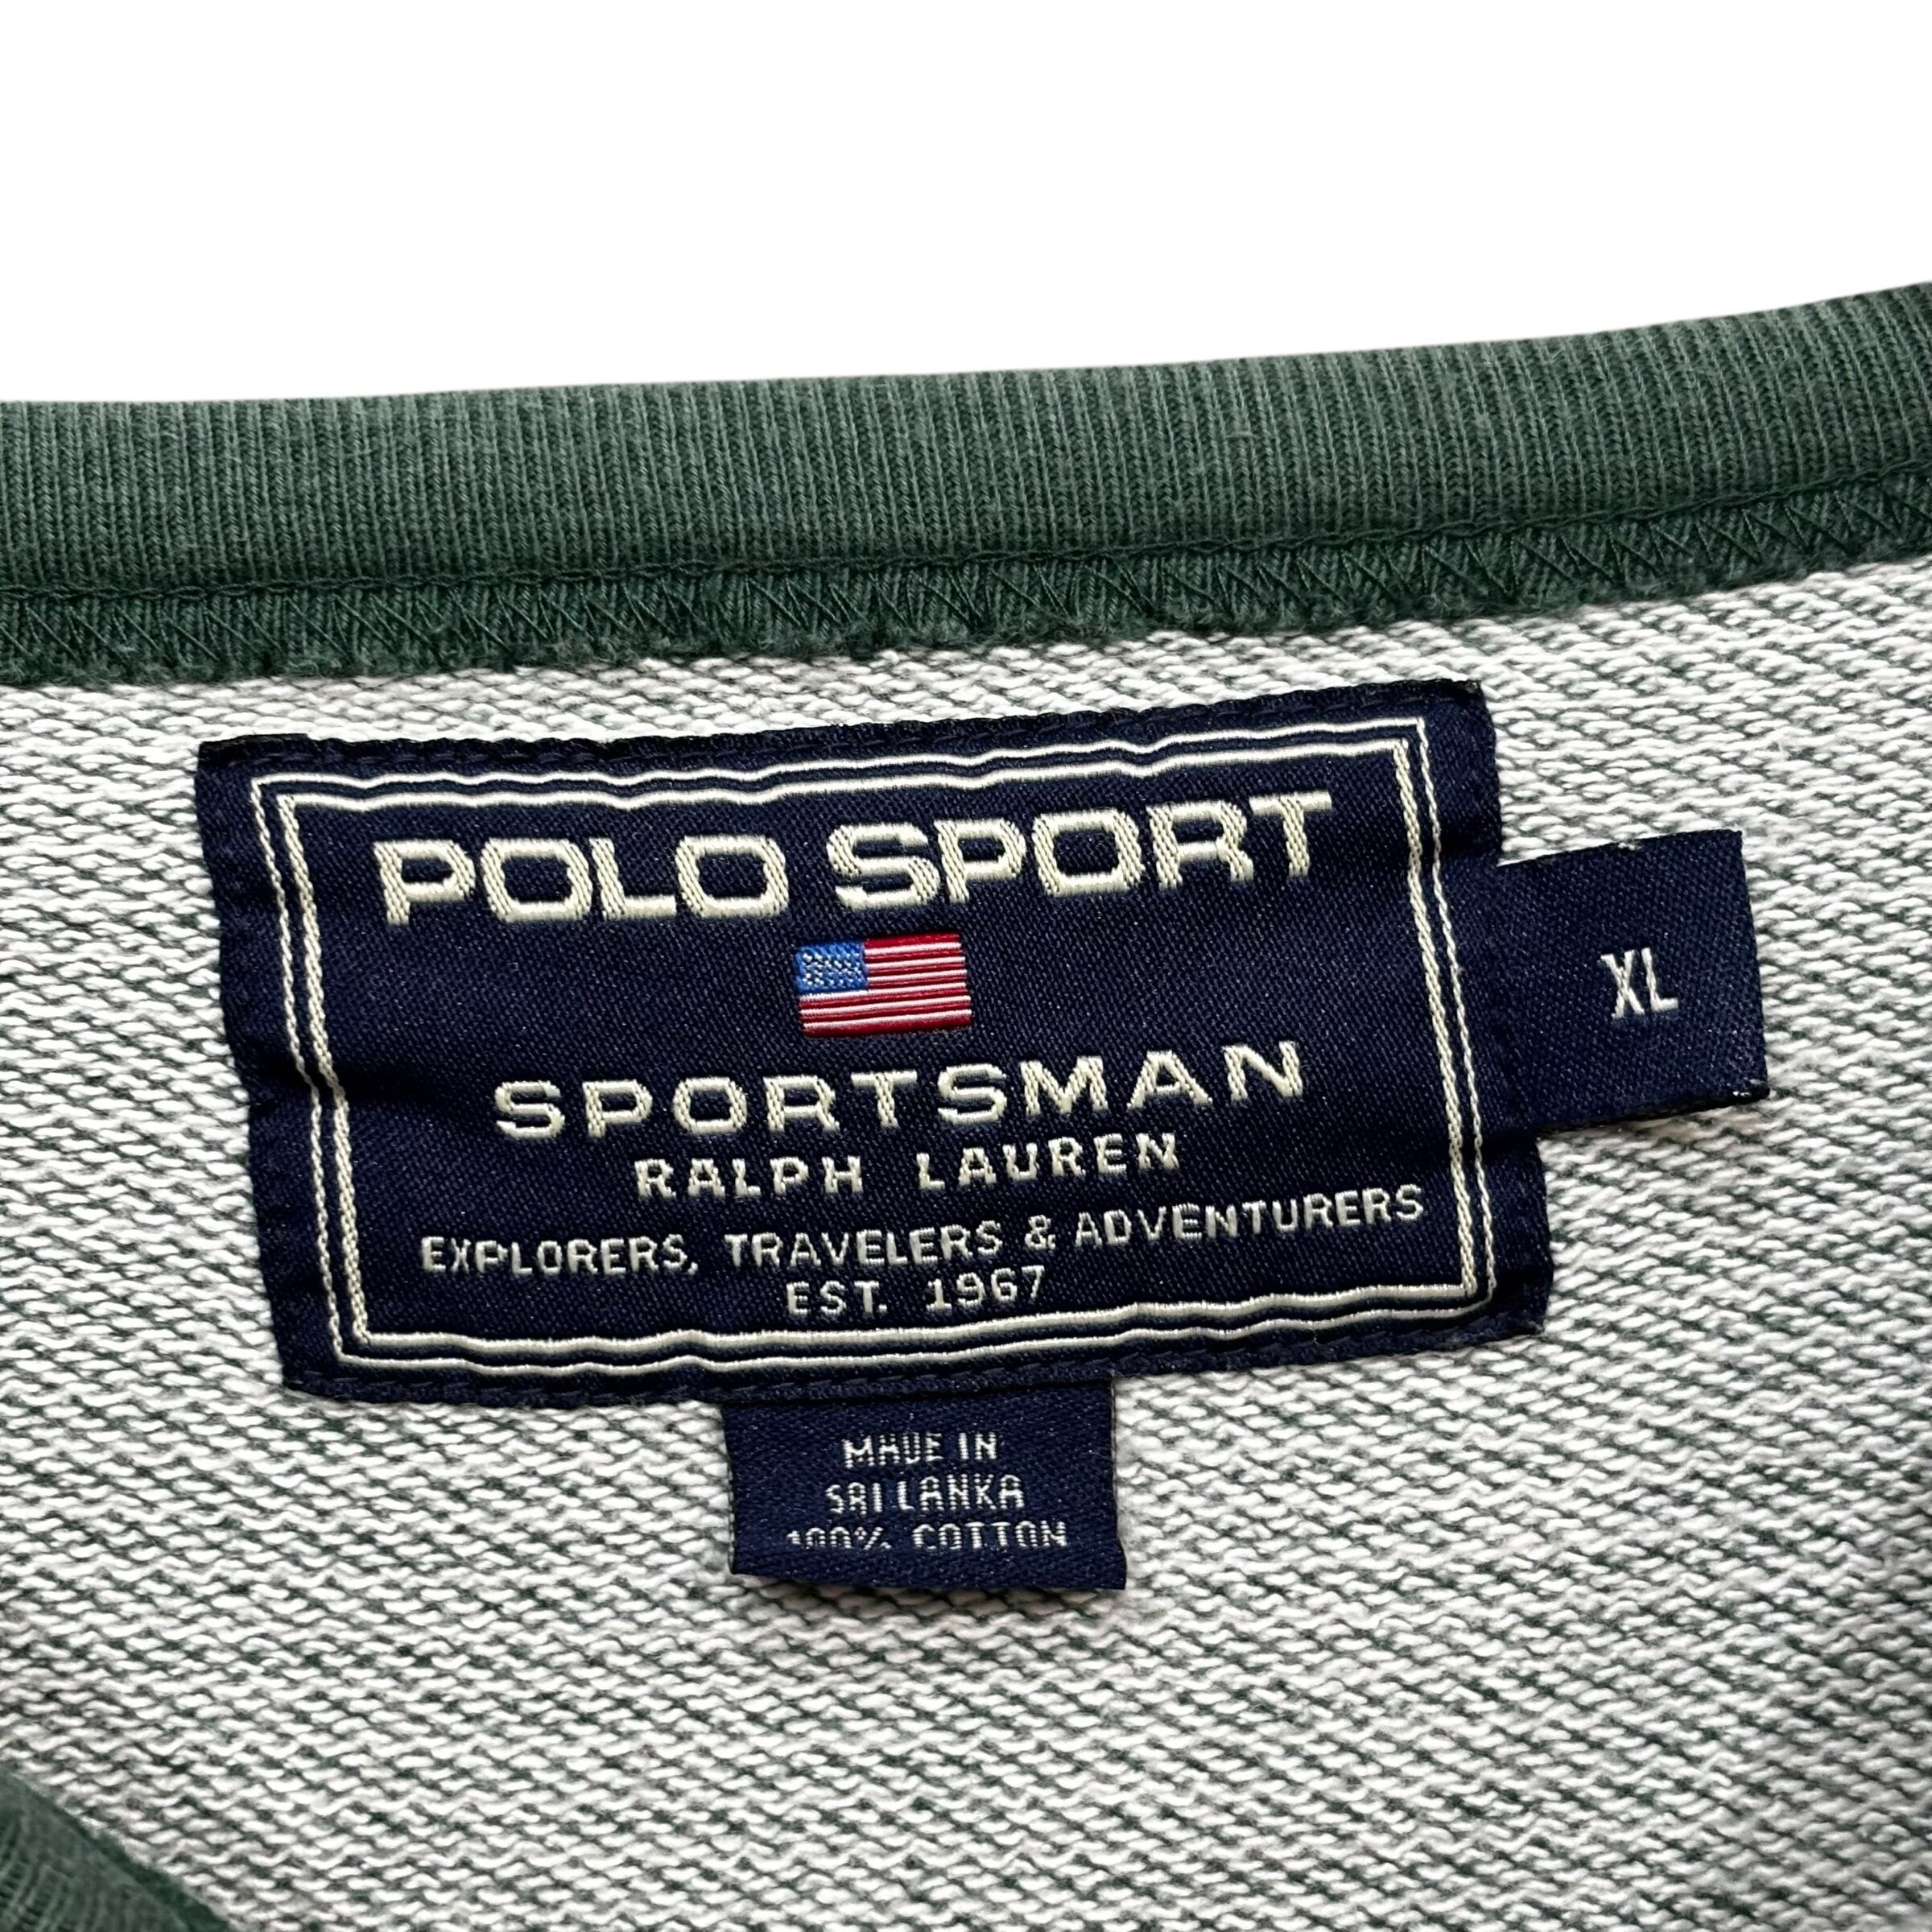 POLO SPORT
SPORTSMAN
RALPH LAUREN
EXPLORERS, TRAVELERS & ADVENTURERS
EST. 1967
XL
MADE IN
SRI LANKA
100% COTTON